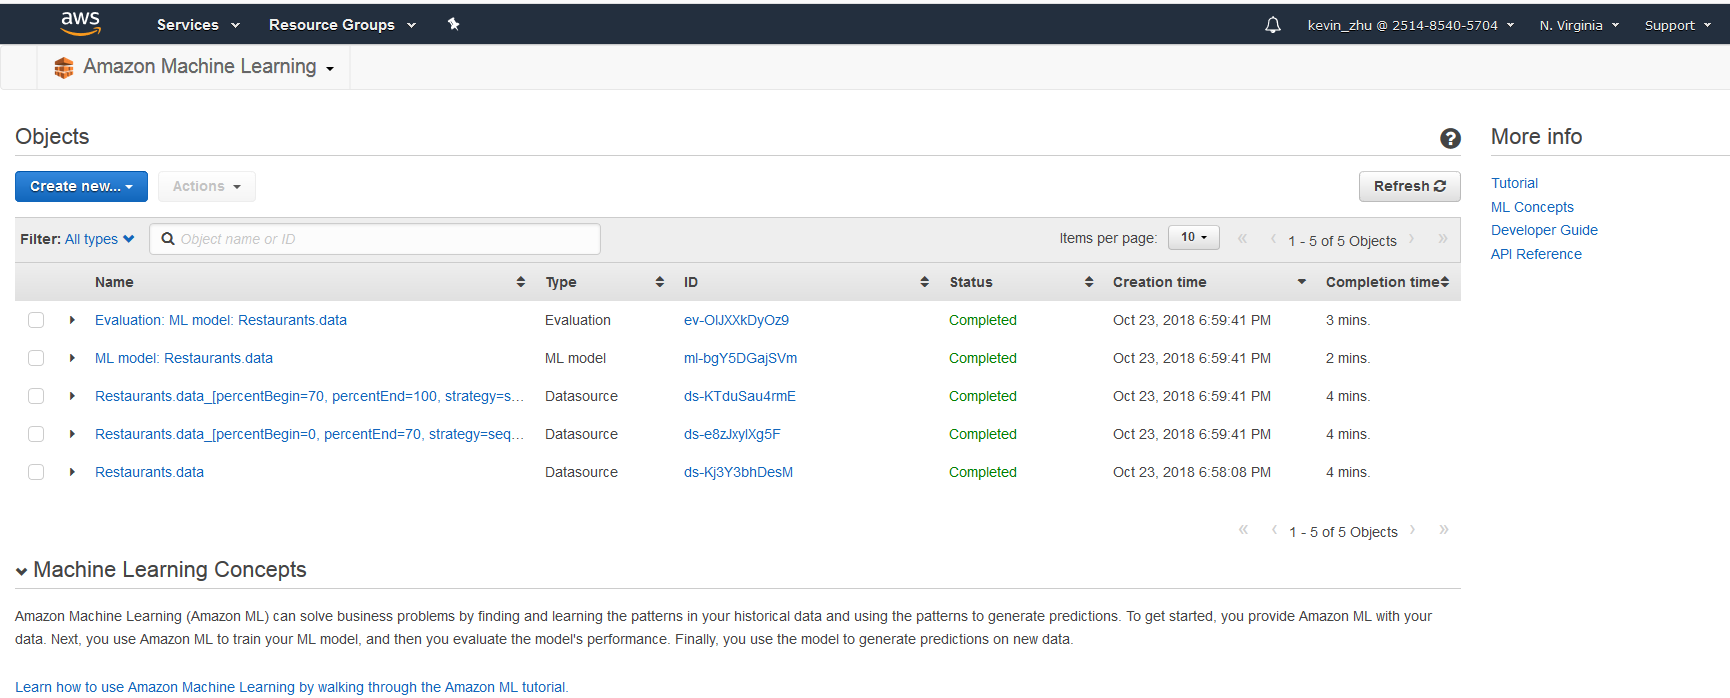 aws Services Resource Groups kevin_zhu @ 2514-8540-5704 N. Virginia Support
Amazon Machine Learning
Objects
More info
Create new... Actions Refresh
Tutorial
ML Concepts
Developer Guide
API Reference
Filter: All types Object name or ID Items per page: 10 « ‹ 1 - 5 of 5 Objects › »
Name Type ID Status Creation time Completion time
Evaluation: ML model: Restaurants.data Evaluation ev-OIJXXkDyOz9 Completed Oct 23, 2018 6:59:41 PM 3 mins.
ML model: Restaurants.data ML model ml-bgY5DGajSVm Completed Oct 23, 2018 6:59:41 PM 2 mins.
Restaurants.data_[percentBegin=70, percentEnd=100, strategy=s... Datasource ds-KTduSau4rmE Completed Oct 23, 2018 6:59:41 PM 4 mins.
Restaurants.data_[percentBegin=0, percentEnd=70, strategy=seq... Datasource ds-e8zJxylXg5F Completed Oct 23, 2018 6:59:41 PM 4 mins.
Restaurants.data Datasource ds-Kj3Y3bhDesM Completed Oct 23, 2018 6:58:08 PM 4 mins.
« ‹ 1 - 5 of 5 Objects › »
Machine Learning Concepts
Amazon Machine Learning (Amazon ML) can solve business problems by finding and learning the patterns in your historical data and using the patterns to generate predictions. To get started, you provide Amazon ML with your
data. Next, you use Amazon ML to train your ML model, and then you evaluate the model's performance. Finally, you use the model to generate predictions on new data.
Learn how to use Amazon Machine Learning by walking through the Amazon ML tutorial.